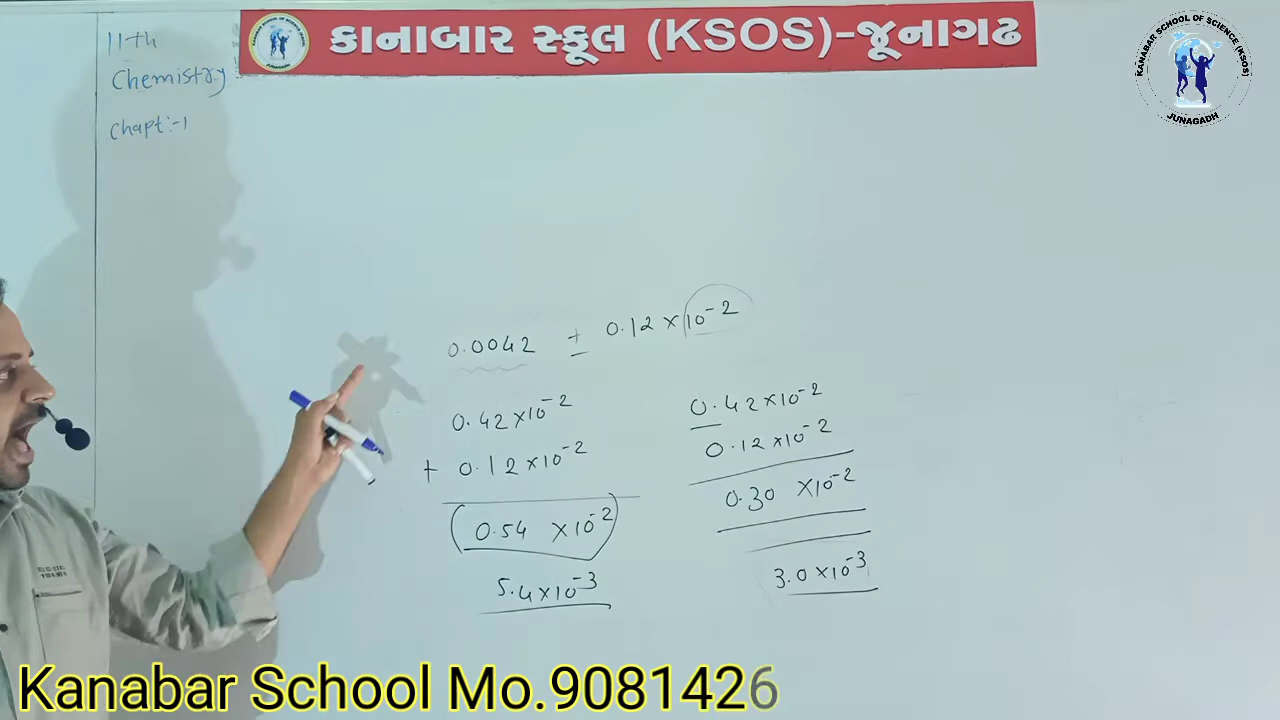 કાનાબાર સ્કૂલ (KSOS)-જૂનાગઢ
KANABAR SCHOOL OF SCIENCE (KSOS)
JUNAGADH
11th
Chemistry
Chapt:-1
0.0042 ± 0.12 × 10⁻²
0.42 × 10⁻²
+ 0.12 × 10⁻²
0.54 × 10⁻²
5.4 × 10⁻³
0.42 × 10⁻²
0.12 × 10⁻²
0.30 × 10⁻²
3.0 × 10⁻³
Kanabar School Mo.9081426